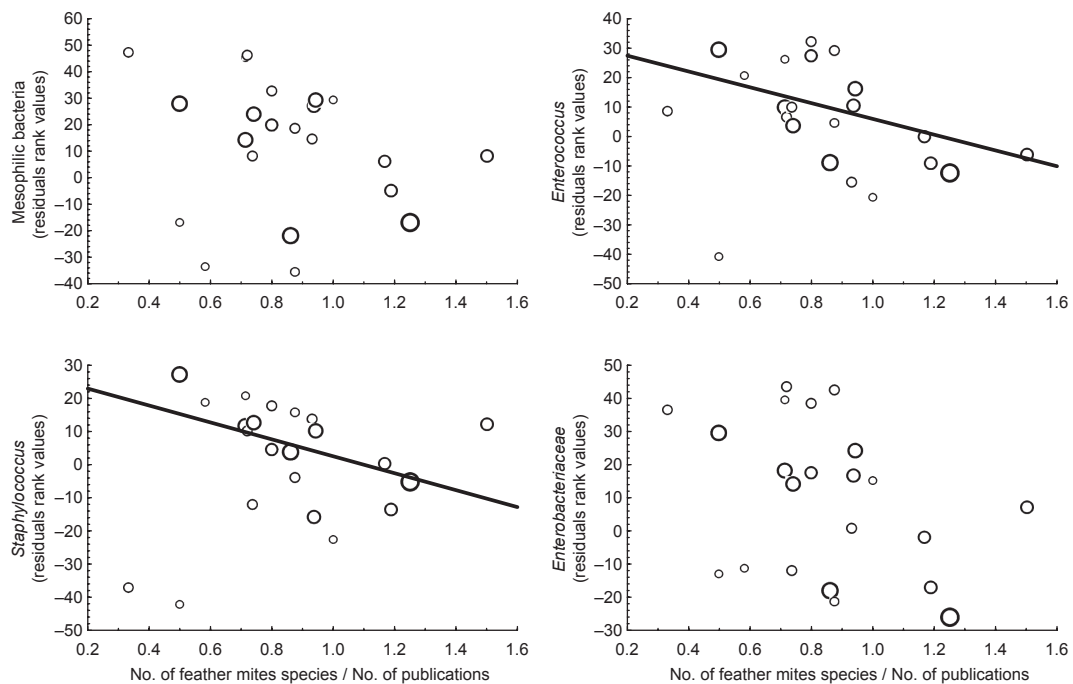 Mesophilic bacteria
(residuals rank values)
60
50
40
30
20
10
0
–10
–20
–30
–40
0.2 0.4 0.6 0.8 1.0 1.2 1.4 1.6
Enterococcus
(residuals rank values)
40
30
20
10
0
–10
–20
–30
–40
–50
0.2 0.4 0.6 0.8 1.0 1.2 1.4 1.6
Staphylococcus
(residuals rank values)
30
20
10
0
–10
–20
–30
–40
–50
0.2 0.4 0.6 0.8 1.0 1.2 1.4 1.6
No. of feather mites species / No. of publications
Enterobacteriaceae
(residuals rank values)
50
40
30
20
10
0
–10
–20
–30
0.2 0.4 0.6 0.8 1.0 1.2 1.4 1.6
No. of feather mites species / No. of publications